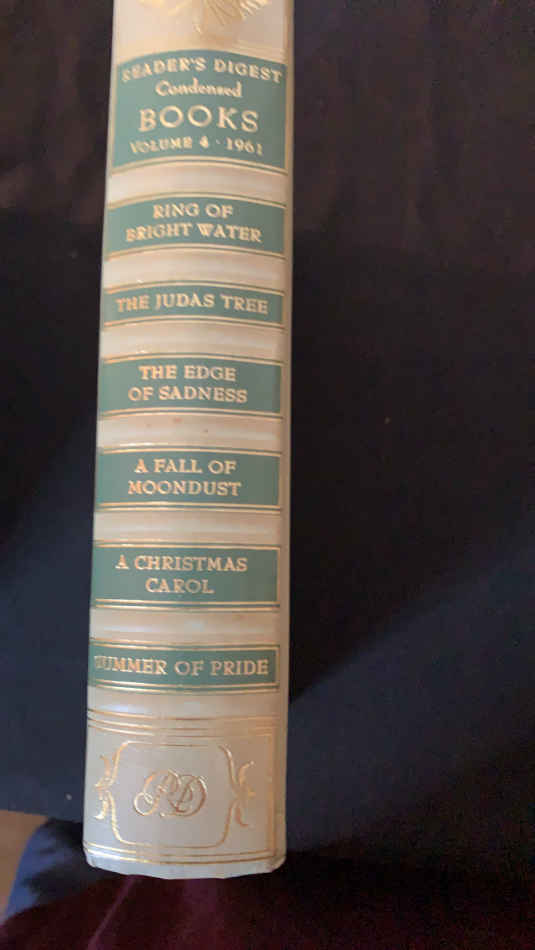 READER'S DIGEST
Condensed
BOOKS
VOLUME 4 · 1961
RING OF
BRIGHT WATER
THE JUDAS TREE
THE EDGE
OF SADNESS
A FALL OF
MOONDUST
A CHRISTMAS
CAROL
SUMMER OF PRIDE
RD